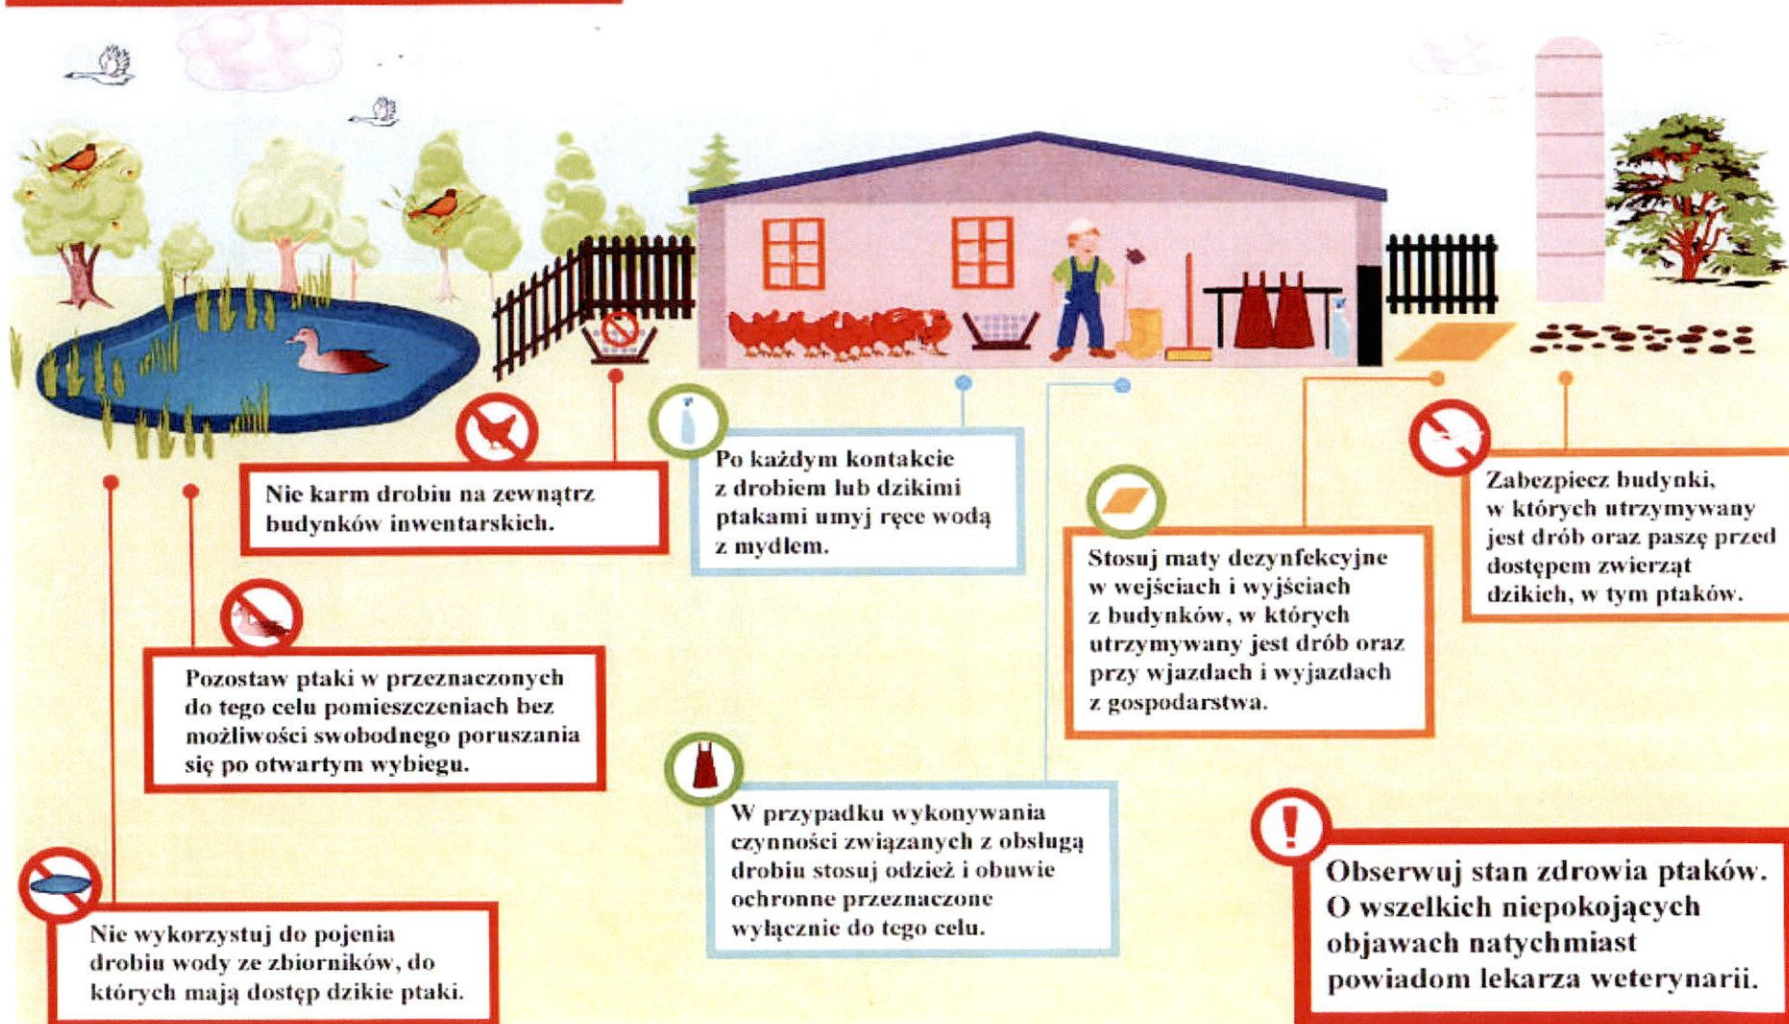 Nie karm drobiu na zewnątrz
budynków inwentarskich.
Po każdym kontakcie
z drobiem lub dzikimi
ptakami umyj ręce wodą
z mydłem.
Zabezpiecz budynki,
w których utrzymywany
jest drób oraz paszę przed
dostępem zwierząt
dzikich, w tym ptaków.
Stosuj maty dezynfekcyjne
w wejściach i wyjściach
z budynków, w których
utrzymywany jest drób oraz
przy wjazdach i wyjazdach
z gospodarstwa.
Pozostaw ptaki w przeznaczonych
do tego celu pomieszczeniach bez
możliwości swobodnego poruszania
się po otwartym wybiegu.
W przypadku wykonywania
czynności związanych z obsługą
drobiu stosuj odzież i obuwie
ochronne przeznaczone
wyłącznie do tego celu.
Nie wykorzystuj do pojenia
drobiu wody ze zbiorników, do
których mają dostęp dzikie ptaki.
!
Obserwuj stan zdrowia ptaków.
O wszelkich niepokojących
objawach natychmiast
powiadom lekarza weterynarii.